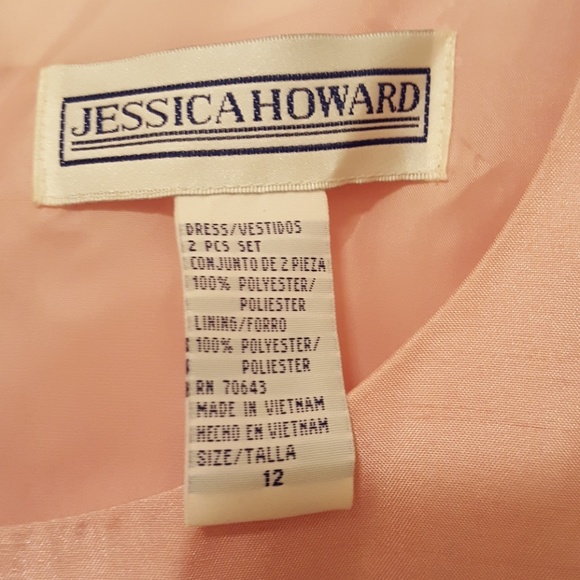 JESSICA HOWARD
DRESS/VESTIDOS
2 PCS SET
CONJUNTO DE 2 PIEZA
100% POLYESTER/
POLIESTER
LINING/FORRO
100% POLYESTER/
POLIESTER
RN 70643
MADE IN VIETNAM
HECHO EN VIETNAM
SIZE/TALLA
12